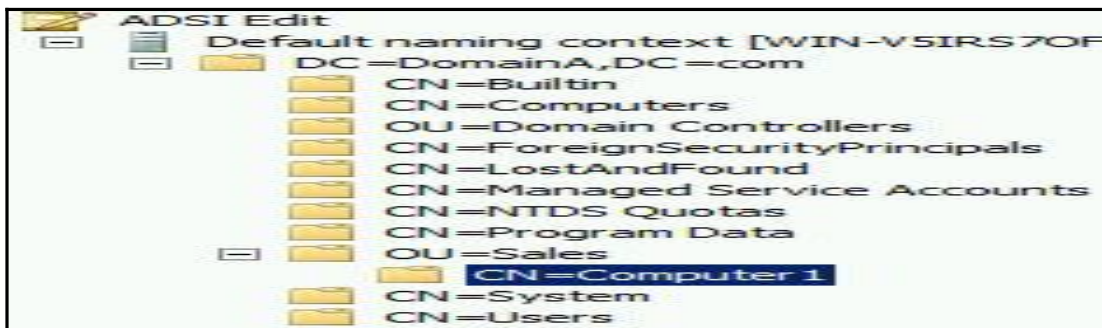 ADSI Edit
Default naming context [WIN-V5IRS7OF
DC=DomainA,DC=com
CN=Builtin
CN=Computers
OU=Domain Controllers
CN=ForeignSecurityPrincipals
CN=LostAndFound
CN=Managed Service Accounts
CN=NTDS Quotas
CN=Program Data
OU=Sales
CN=Computer1
CN=System
CN=Users